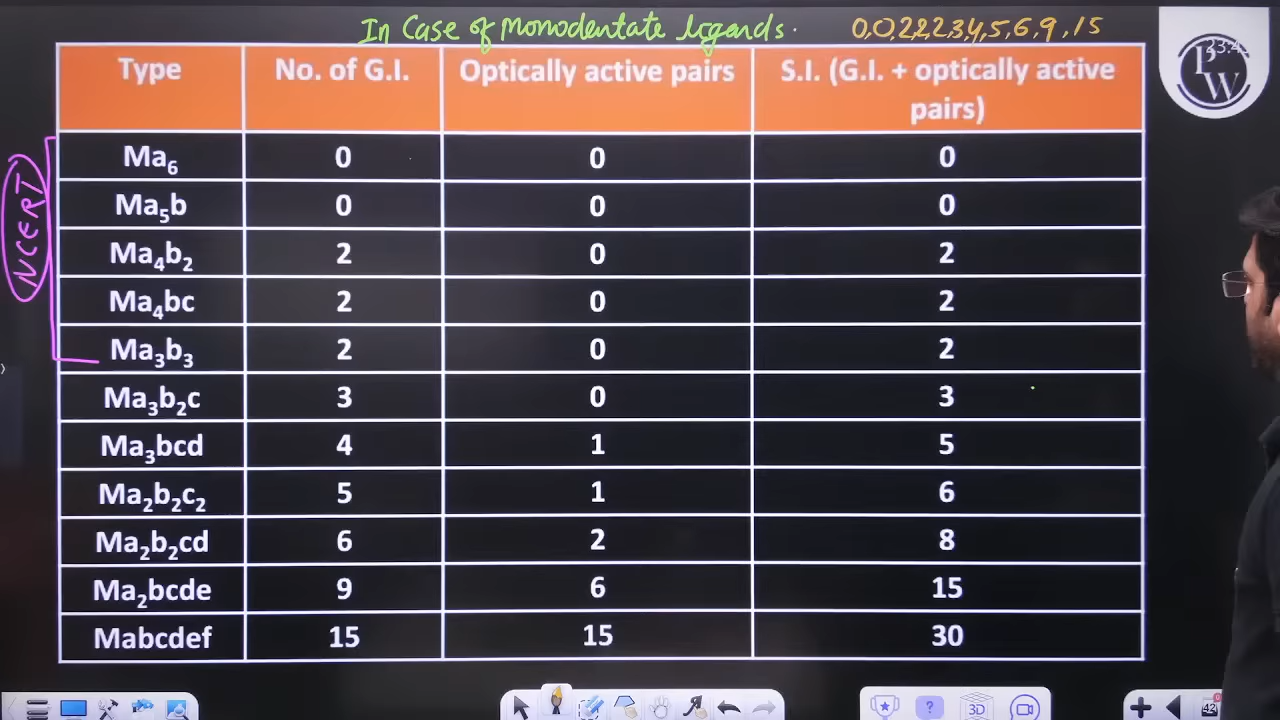 In Case of Monodentate ligands. 0,0,2,2,2,3,4,5,6,9,15
Type No. of G.I. Optically active pairs S.I. (G.I. + optically active pairs)
Ma₆ 0 0 0
Ma₅b 0 0 0
Ma₄b₂ 2 0 2
Ma₄bc 2 0 2
Ma₃b₃ 2 0 2
Ma₃b₂c 3 0 3
Ma₃bcd 4 1 5
Ma₂b₂c₂ 5 1 6
Ma₂b₂cd 6 2 8
Ma₂bcde 9 6 15
Mabcdef 15 15 30
NCERT
P W
3D
42